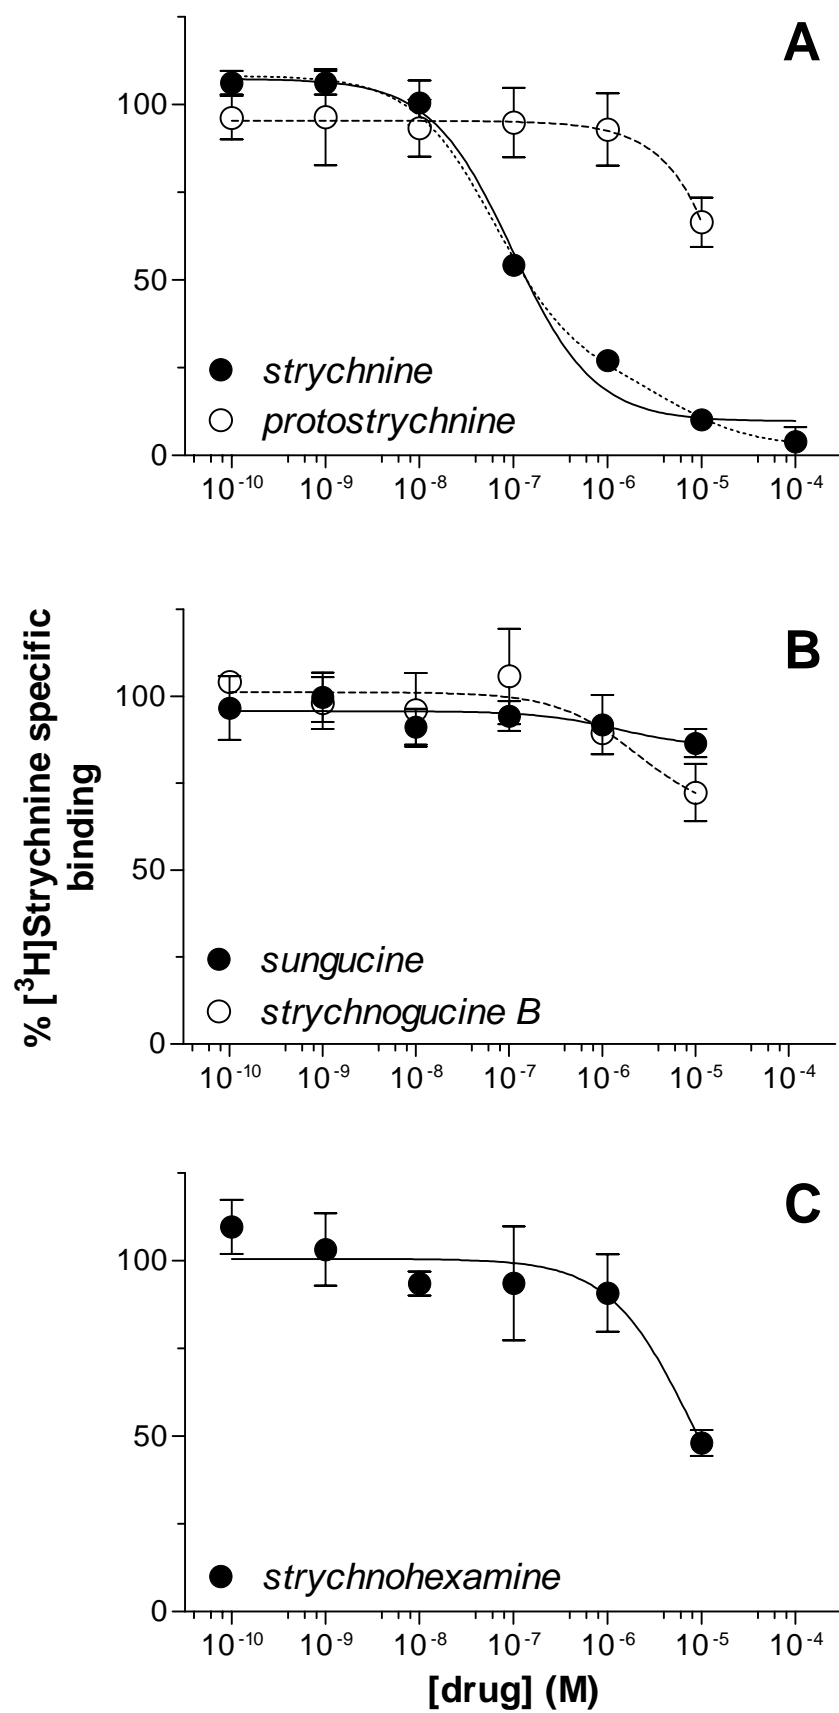 A
100
50
0
strychnine
protostrychnine
10⁻¹⁰ 10⁻⁹ 10⁻⁸ 10⁻⁷ 10⁻⁶ 10⁻⁵ 10⁻⁴
% [³H]Strychnine specific
binding
B
100
50
0
sungucine
strychnogucine B
10⁻¹⁰ 10⁻⁹ 10⁻⁸ 10⁻⁷ 10⁻⁶ 10⁻⁵ 10⁻⁴
C
100
50
0
strychnohexamine
10⁻¹⁰ 10⁻⁹ 10⁻⁸ 10⁻⁷ 10⁻⁶ 10⁻⁵ 10⁻⁴
[drug] (M)